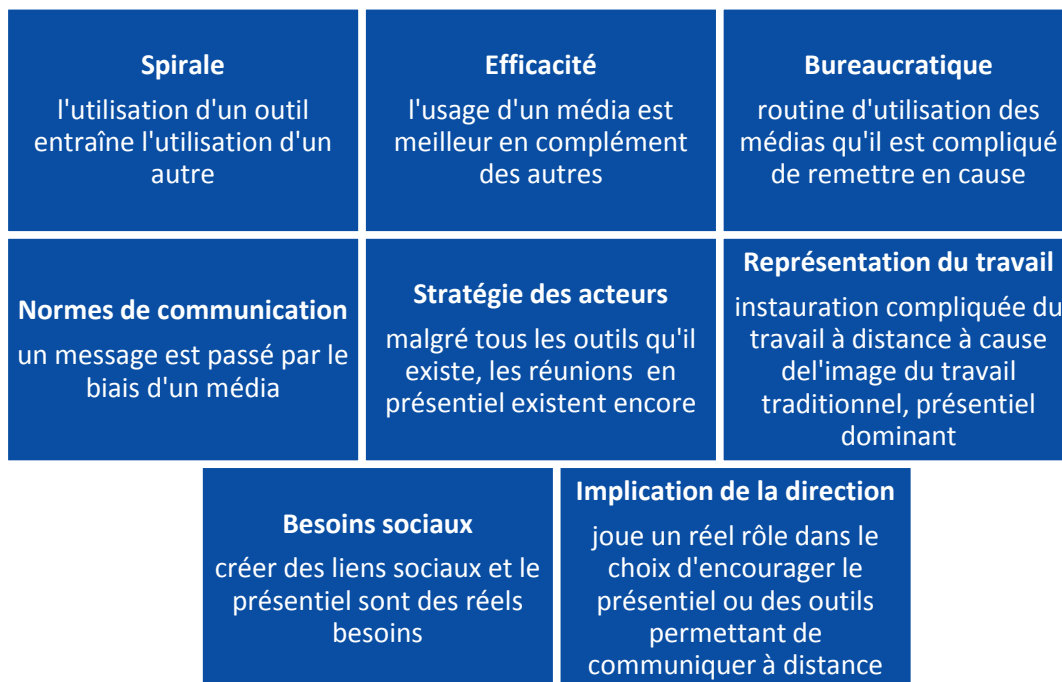 Spirale
l'utilisation d'un outil
entraîne l'utilisation d'un
autre
Efficacité
l'usage d'un média est
meilleur en complément
des autres
Bureaucratique
routine d'utilisation des
médias qu'il est compliqué
de remettre en cause
Normes de communication
un message est passé par le
biais d'un média
Stratégie des acteurs
malgré tous les outils qu'il
existe, les réunions en
présentiel existent encore
Représentation du travail
instauration compliquée du
travail à distance à cause
del'image du travail
traditionnel, présentiel
dominant
Besoins sociaux
créer des liens sociaux et le
présentiel sont des réels
besoins
Implication de la direction
joue un réel rôle dans le
choix d'encourager le
présentiel ou des outils
permettant de
communiquer à distance